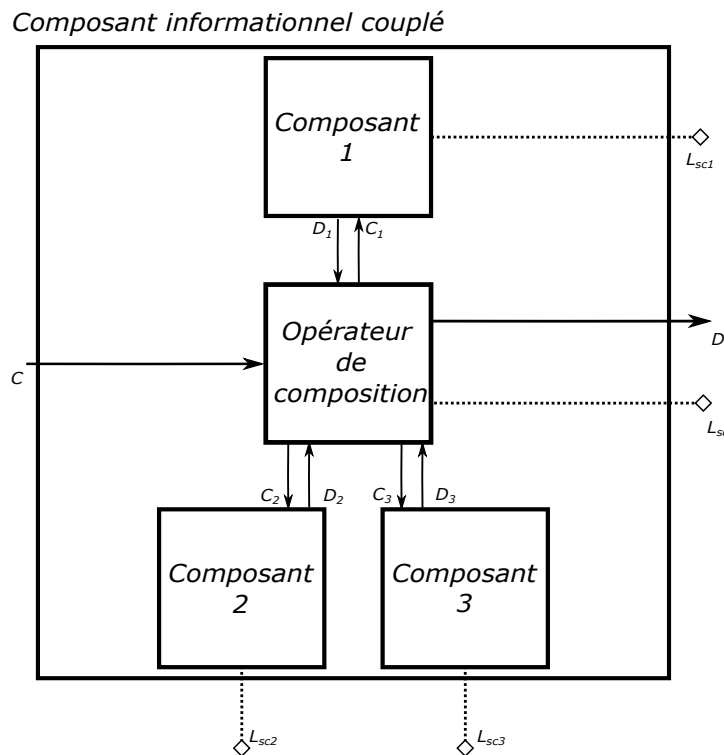 Composant informationnel couplé
Composant
1
Lsc1
D1
C1
Opérateur
de
composition
D
C
C2
D2
C3
D3
Composant
2
Composant
3
Lsc2
Lsc3